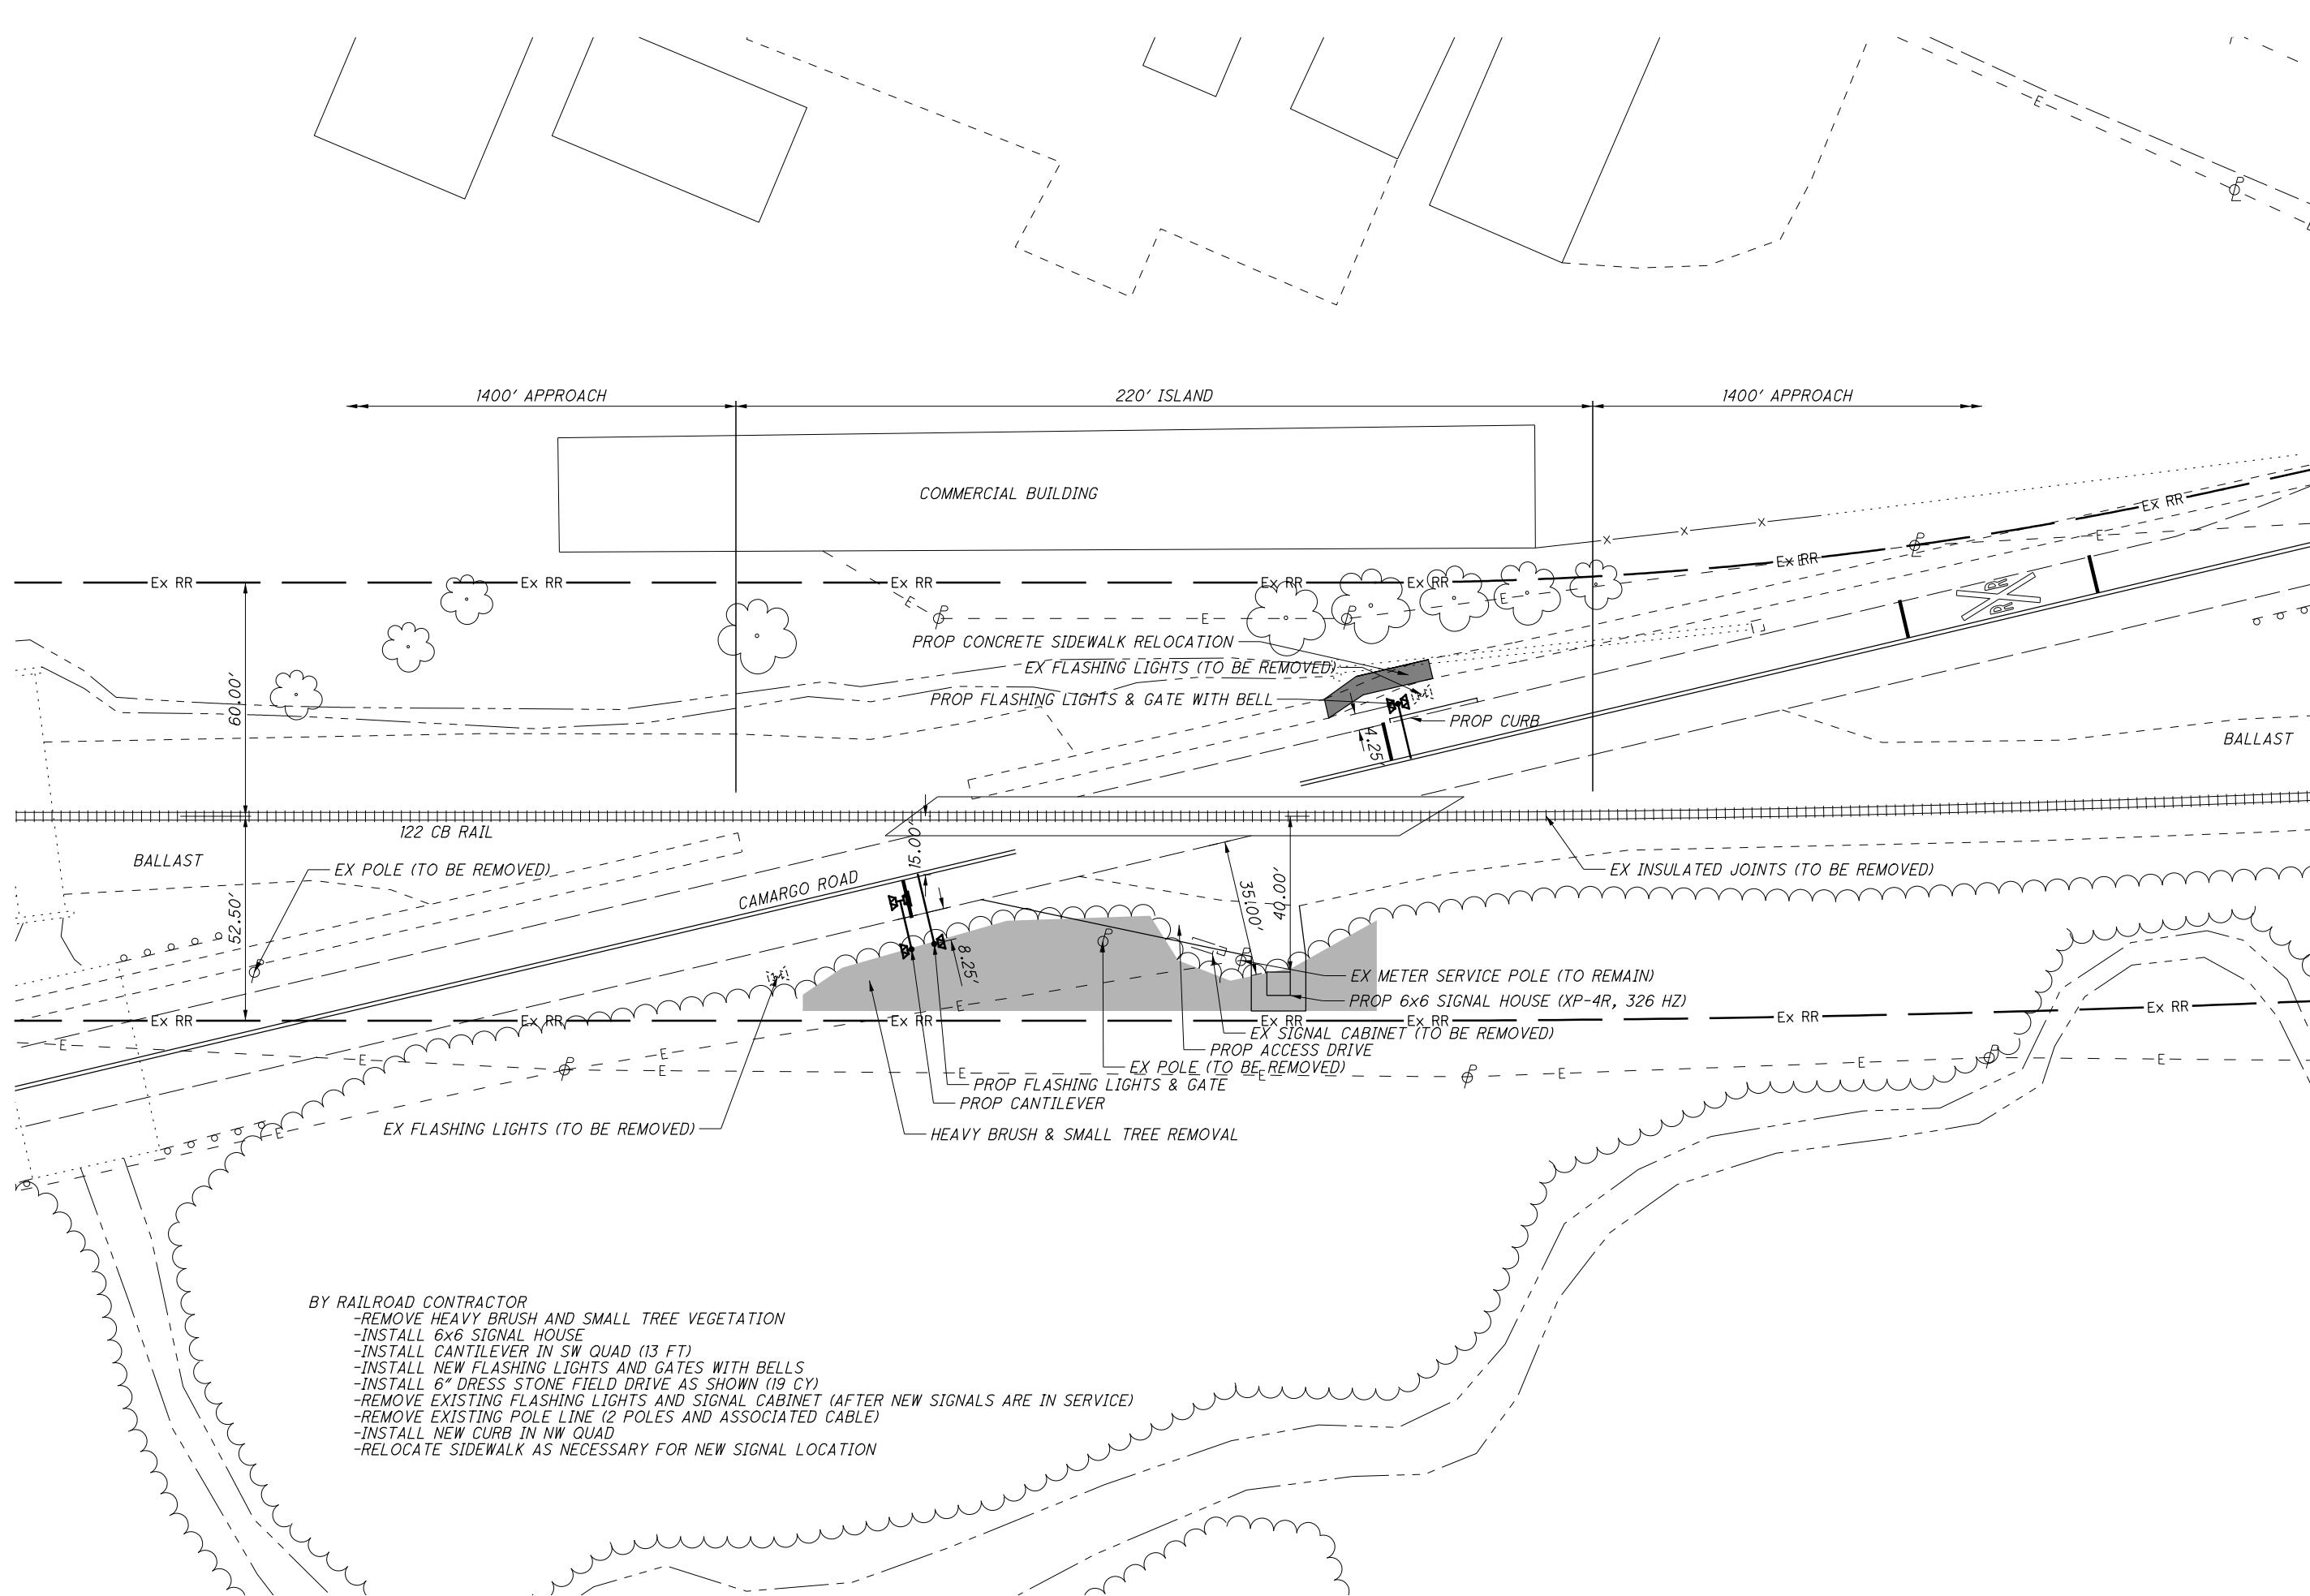 E
1400' APPROACH
220' ISLAND
1400' APPROACH
COMMERCIAL BUILDING
Ex RR
Ex RR
Ex RR
Ex RR
Ex RR
Ex RR
Ex RR
E
E
E
E
E
R R
PROP CONCRETE SIDEWALK RELOCATION
EX FLASHING LIGHTS (TO BE REMOVED)
PROP FLASHING LIGHTS & GATE WITH BELL
PROP CURB
4.25'
60.00'
BALLAST
122 CB RAIL
BALLAST
EX POLE (TO BE REMOVED)
CAMARGO ROAD
15.00'
35.00'
40.00'
EX INSULATED JOINTS (TO BE REMOVED)
52.50'
8.25'
EX METER SERVICE POLE (TO REMAIN)
PROP 6x6 SIGNAL HOUSE (XP-4R, 326 HZ)
E
Ex RR
Ex RR
Ex RR
Ex RR
Ex RR
Ex RR
Ex RR
EX SIGNAL CABINET (TO BE REMOVED)
PROP ACCESS DRIVE
EX POLE (TO BE REMOVED)
E
E
E
E
E
E
E
E
E
E
PROP FLASHING LIGHTS & GATE
PROP CANTILEVER
EX FLASHING LIGHTS (TO BE REMOVED)
HEAVY BRUSH & SMALL TREE REMOVAL
E
BY RAILROAD CONTRACTOR
-REMOVE HEAVY BRUSH AND SMALL TREE VEGETATION
-INSTALL 6x6 SIGNAL HOUSE
-INSTALL CANTILEVER IN SW QUAD (13 FT)
-INSTALL NEW FLASHING LIGHTS AND GATES WITH BELLS
-INSTALL 6" DRESS STONE FIELD DRIVE AS SHOWN (19 CY)
-REMOVE EXISTING FLASHING LIGHTS AND SIGNAL CABINET (AFTER NEW SIGNALS ARE IN SERVICE)
-REMOVE EXISTING POLE LINE (2 POLES AND ASSOCIATED CABLE)
-INSTALL NEW CURB IN NW QUAD
-RELOCATE SIDEWALK AS NECESSARY FOR NEW SIGNAL LOCATION